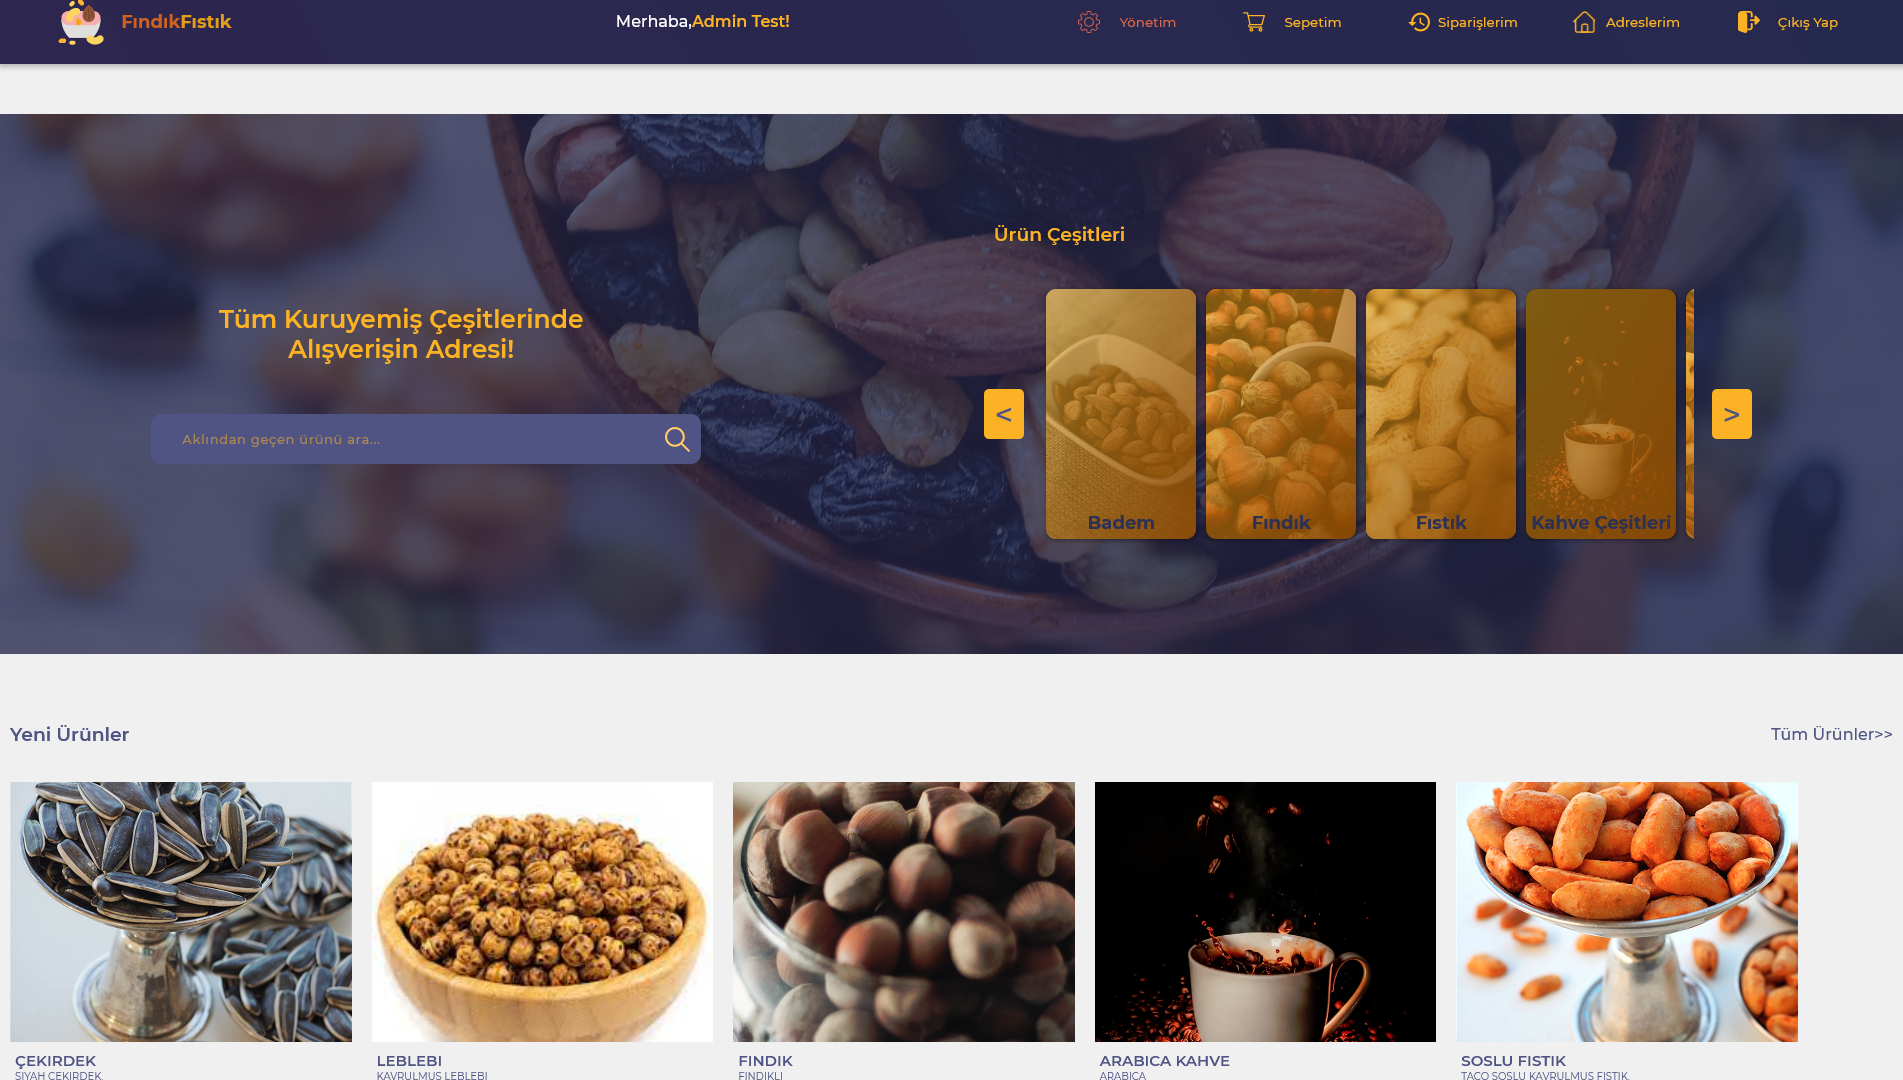 FındıkFıstık
Merhaba,Admin Test!
Yönetim
Sepetim
Siparişlerim
Adreslerim
Çıkış Yap
Ürün Çeşitleri
Tüm Kuruyemiş Çeşitlerinde
Alışverişin Adresi!
Aklından geçen ürünü ara...
<
Badem
Fındık
Fıstık
Kahve Çeşitleri
>
Yeni Ürünler
Tüm Ürünler>>
ÇEKIRDEK
SIYAH ÇEKIRDEK.
LEBLEBI
KAVRULMUS LEBLEBI
FINDIK
FINDIKLI
ARABICA KAHVE
ARABICA
SOSLU FISTIK
TACO SOSLU KAVRULMUS FISTIK.